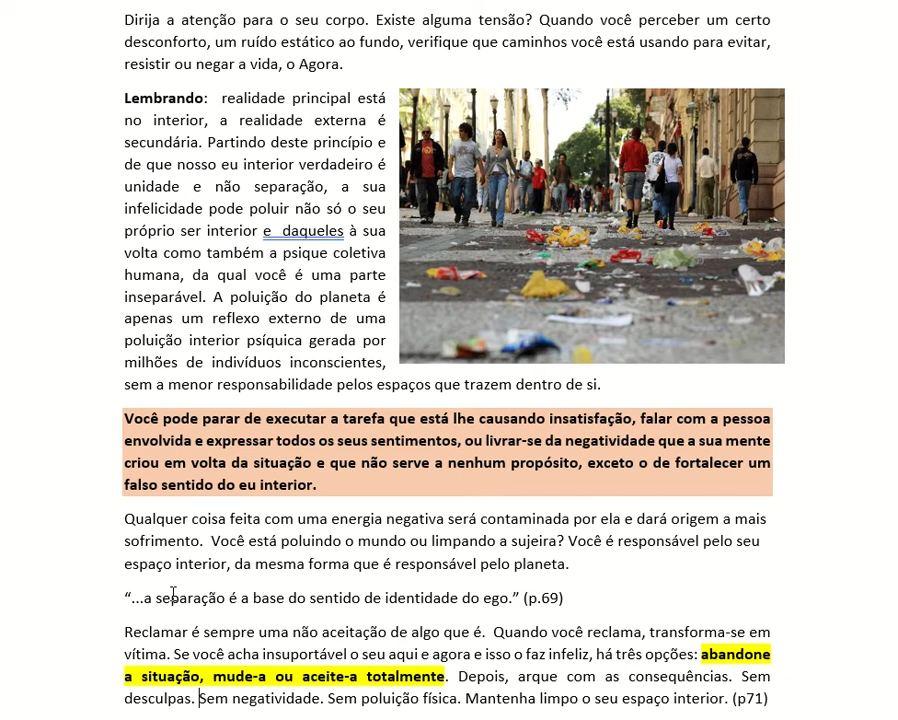 Dirija a atenção para o seu corpo. Existe alguma tensão? Quando você perceber um certo
desconforto, um ruído estático ao fundo, verifique que caminhos você está usando para evitar,
resistir ou negar a vida, o Agora.
Lembrando:  realidade principal está
no interior, a realidade externa é
secundária. Partindo deste princípio e
de que nosso eu interior verdadeiro é
unidade e não separação, a sua
infelicidade pode poluir não só o seu
próprio ser interior e  daqueles à sua
volta como também a psique coletiva
humana, da qual você é uma parte
inseparável. A poluição do planeta é
apenas um reflexo externo de uma
poluição interior psíquica gerada por
milhões de indivíduos inconscientes,
sem a menor responsabilidade pelos espaços que trazem dentro de si.
Você pode parar de executar a tarefa que está lhe causando insatisfação, falar com a pessoa
envolvida e expressar todos os seus sentimentos, ou livrar-se da negatividade que a sua mente
criou em volta da situação e que não serve a nenhum propósito, exceto o de fortalecer um
falso sentido do eu interior.
Qualquer coisa feita com uma energia negativa será contaminada por ela e dará origem a mais
sofrimento.  Você está poluindo o mundo ou limpando a sujeira? Você é responsável pelo seu
espaço interior, da mesma forma que é responsável pelo planeta.
“...a separação é a base do sentido de identidade do ego.” (p.69)
Reclamar é sempre uma não aceitação de algo que é.  Quando você reclama, transforma-se em
vítima. Se você acha insuportável o seu aqui e agora e isso o faz infeliz, há três opções: abandone
a situação, mude-a ou aceite-a totalmente. Depois, arque com as consequências. Sem
desculpas. Sem negatividade. Sem poluição física. Mantenha limpo o seu espaço interior. (p71)